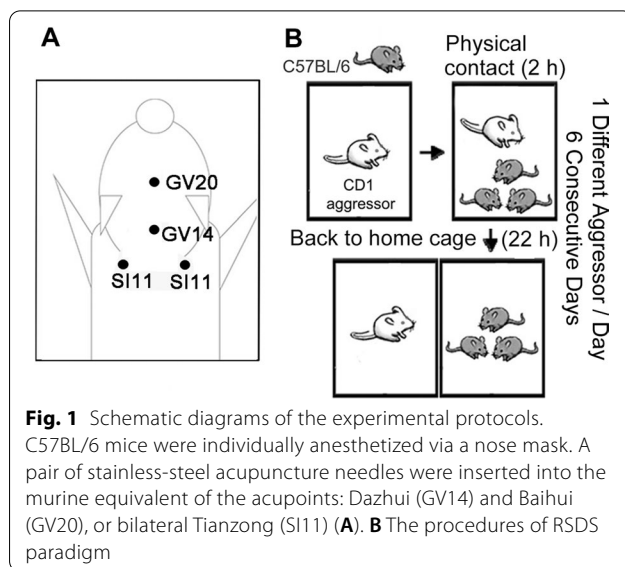 A
GV20
GV14
SI11 SI11
B
C57BL/6
Physical
contact (2 h)
CD1
aggressor
Back to home cage (22 h)
1 Different Aggressor / Day
6 Consecutive Days
Fig. 1 Schematic diagrams of the experimental protocols.
C57BL/6 mice were individually anesthetized via a nose mask. A
pair of stainless-steel acupuncture needles were inserted into the
murine equivalent of the acupoints: Dazhui (GV14) and Baihui
(GV20), or bilateral Tianzong (SI11) (A). B The procedures of RSDS
paradigm